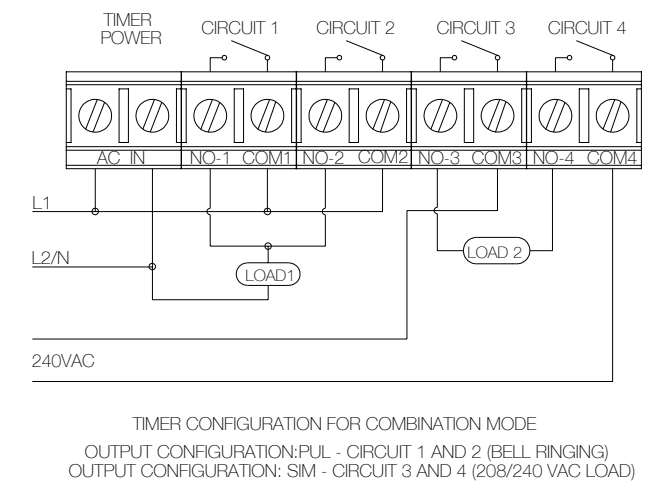 TIMER
POWER
CIRCUIT 1
CIRCUIT 2
CIRCUIT 3
CIRCUIT 4
AC IN
NO-1
COM1
NO-2
COM2
NO-3
COM3
NO-4
COM4
L1
L2/N
LOAD1
LOAD 2
240VAC
TIMER CONFIGURATION FOR COMBINATION MODE
OUTPUT CONFIGURATION:PUL - CIRCUIT 1 AND 2 (BELL RINGING)
OUTPUT CONFIGURATION: SIM - CIRCUIT 3 AND 4 (208/240 VAC LOAD)